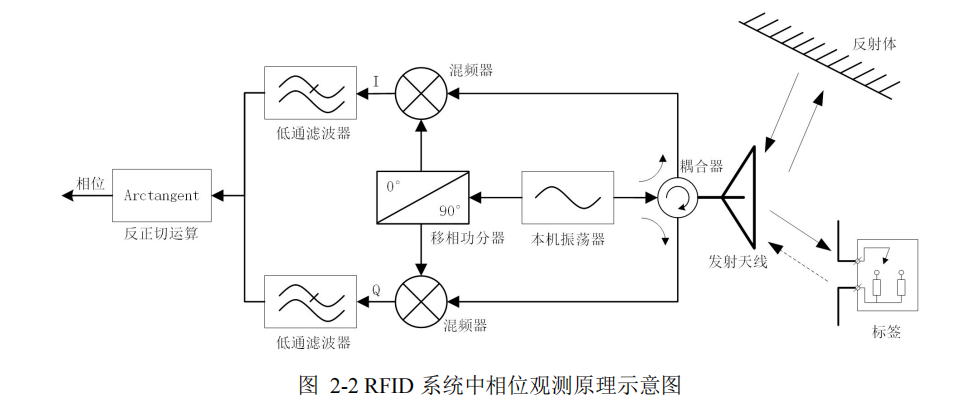 反射体
混频器
I
低通滤波器
耦合器
相位
Arctangent
0°
90°
反正切运算
移相功分器
本机振荡器
发射天线
Q
混频器
低通滤波器
标签
图 2-2 RFID 系统中相位观测原理示意图